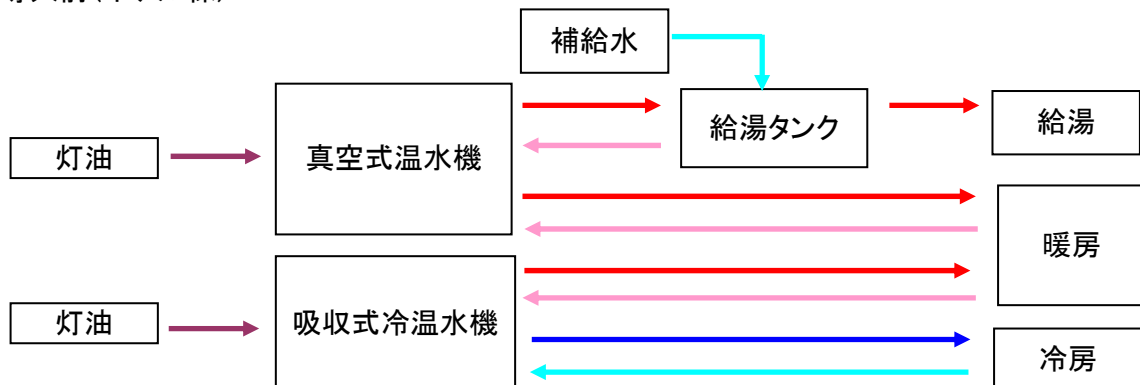 補給水
灯油
真空式温水機
給湯タンク
給湯
暖房
灯油
吸収式冷温水機
冷房